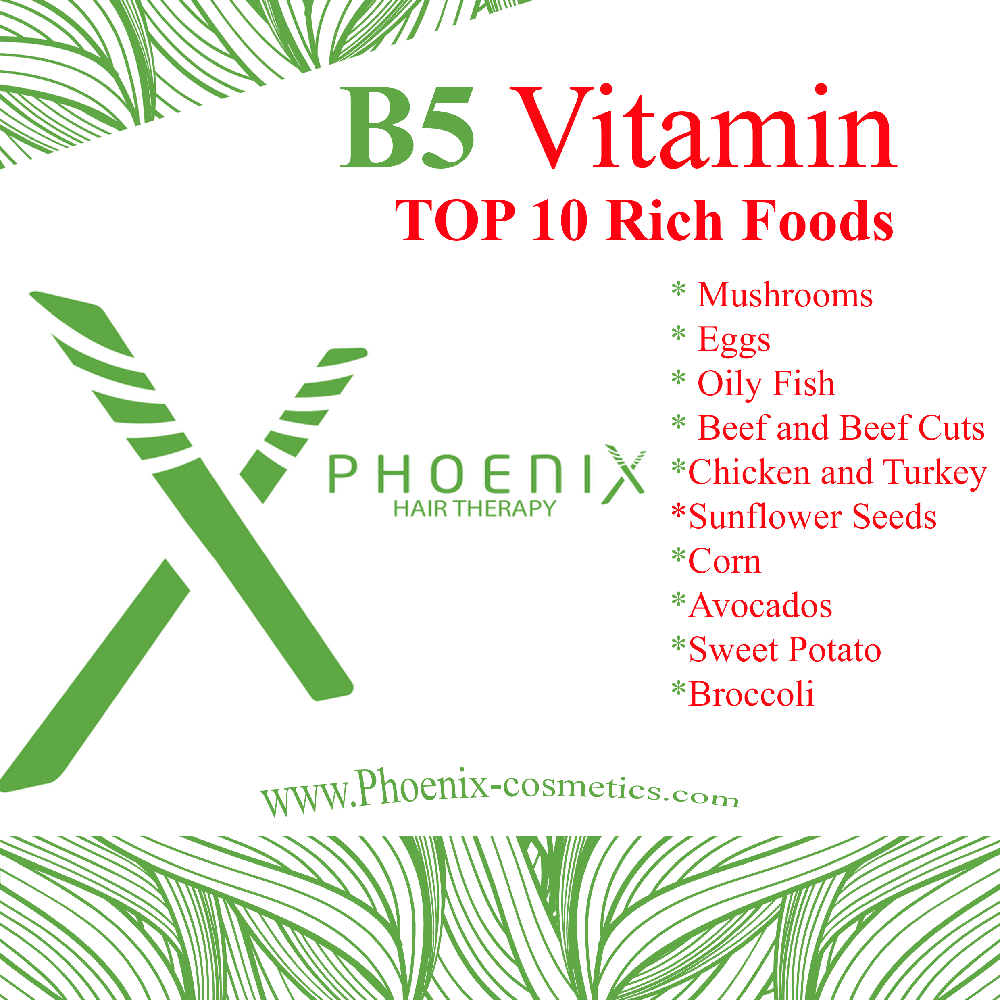 B5 Vitamin
TOP 10 Rich Foods
* Mushrooms
* Eggs
* Oily Fish
* Beef and Beef Cuts
*Chicken and Turkey
*Sunflower Seeds
*Corn
*Avocados
*Sweet Potato
*Broccoli
PHOENIX
HAIR THERAPY
www.Phoenix-cosmetics.com